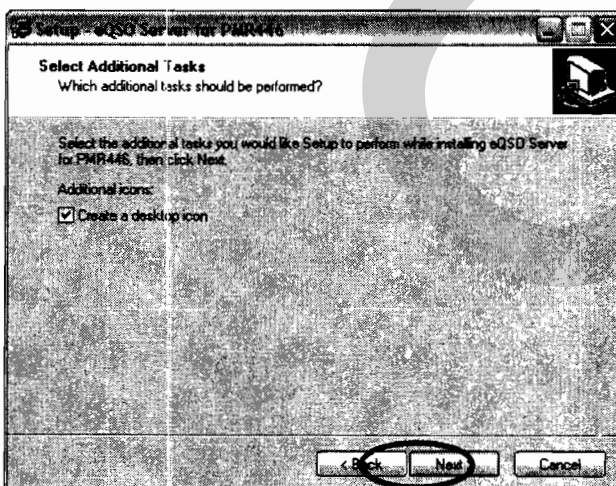 Setup - eQSO Server for PMR446
Select Additional Tasks
Which additional tasks should be performed?
Select the additional tasks you would like Setup to perform while installing eQSO Server
for PMR446, then click Next.
Additional icons:
Create a desktop icon
< Back
Next >
Cancel